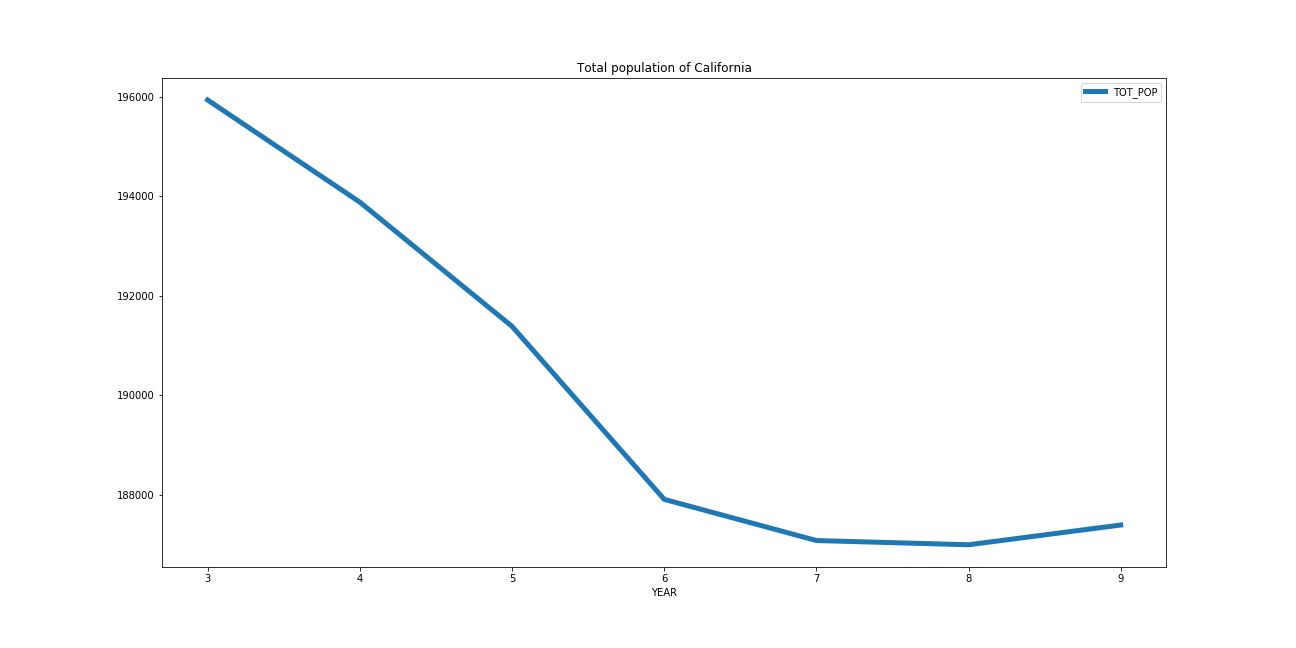 Total population of California
TOT_POP
196000
194000
192000
190000
188000
3 4 5 6 7 8 9
YEAR